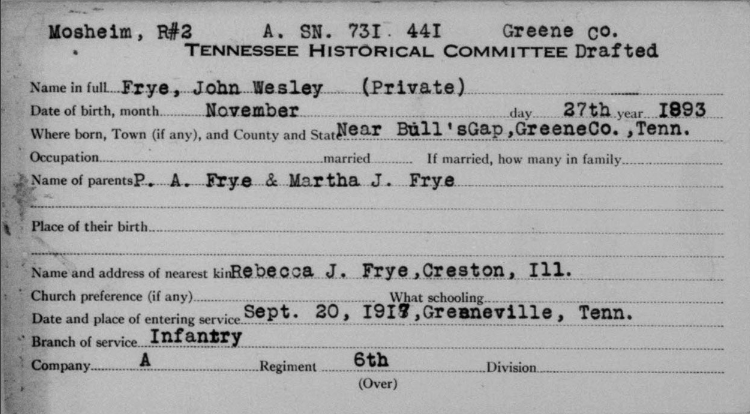 Mosheim, R#2 A. SN. 731 441 Greene co.
TENNESSEE HISTORICAL COMMITTEE Drafted
Name in full Frye, John Wesley (Private)
Date of birth, month November day 27th year 1893
Where born, Town (if any), and County and State Near Bull'sGap,GreeneCo.,Tenn.
Occupation married If married, how many in family
Name of parents P. A. Frye & Martha J. Frye
Place of their birth
Name and address of nearest kin Rebecca J. Frye,Creston, Ill.
Church preference (if any) What schooling
Date and place of entering service Sept. 20, 1917,Greeneville, Tenn.
Branch of service Infantry
Company A Regiment 6th Division
(Over)